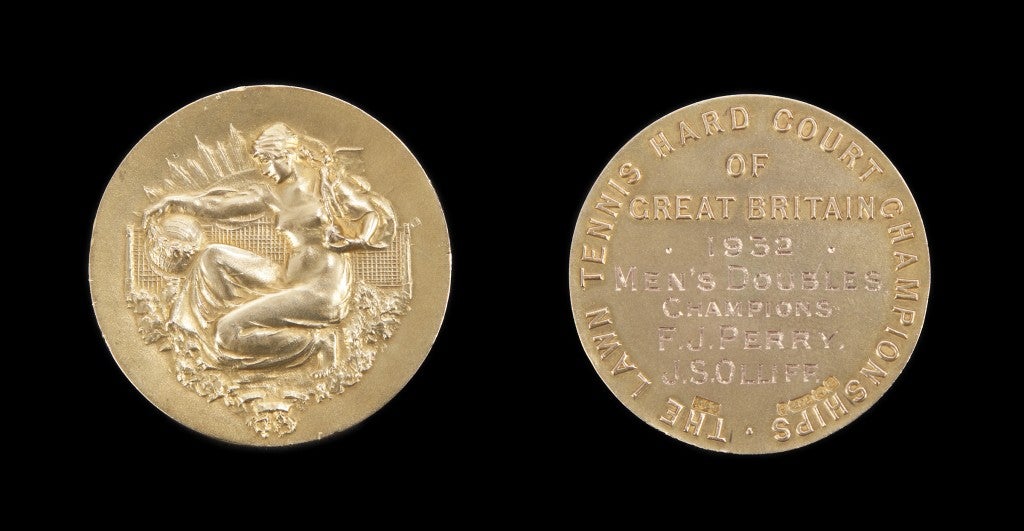 THE LAWN TENNIS HARD COURT CHAMPIONSHIPS ·
OF
GREAT BRITAIN
· 1932 ·
MEN'S DOUBLES
CHAMPIONS
F.J. PERRY.
J.S. OLLIFF